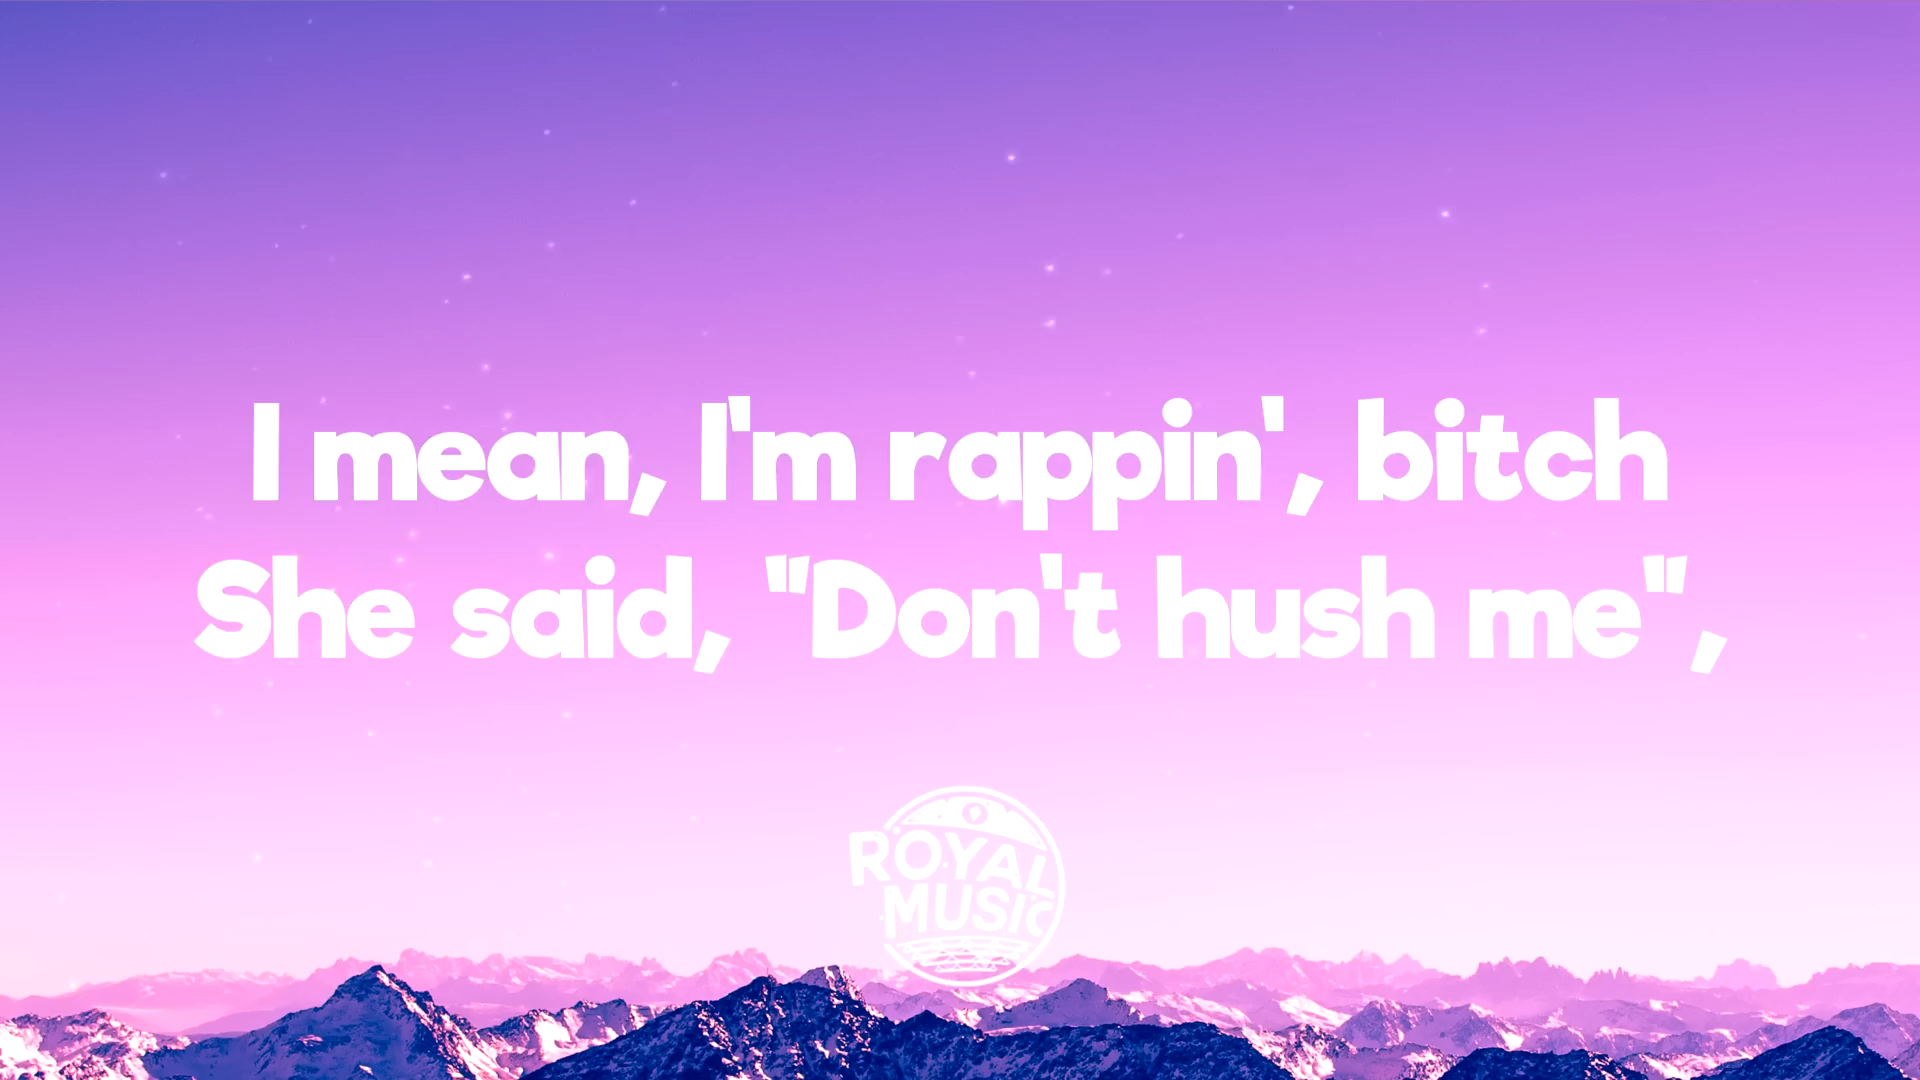 I mean, I'm rappin', bitch
She said, "Don't hush me",
ROYAL
MUSIC